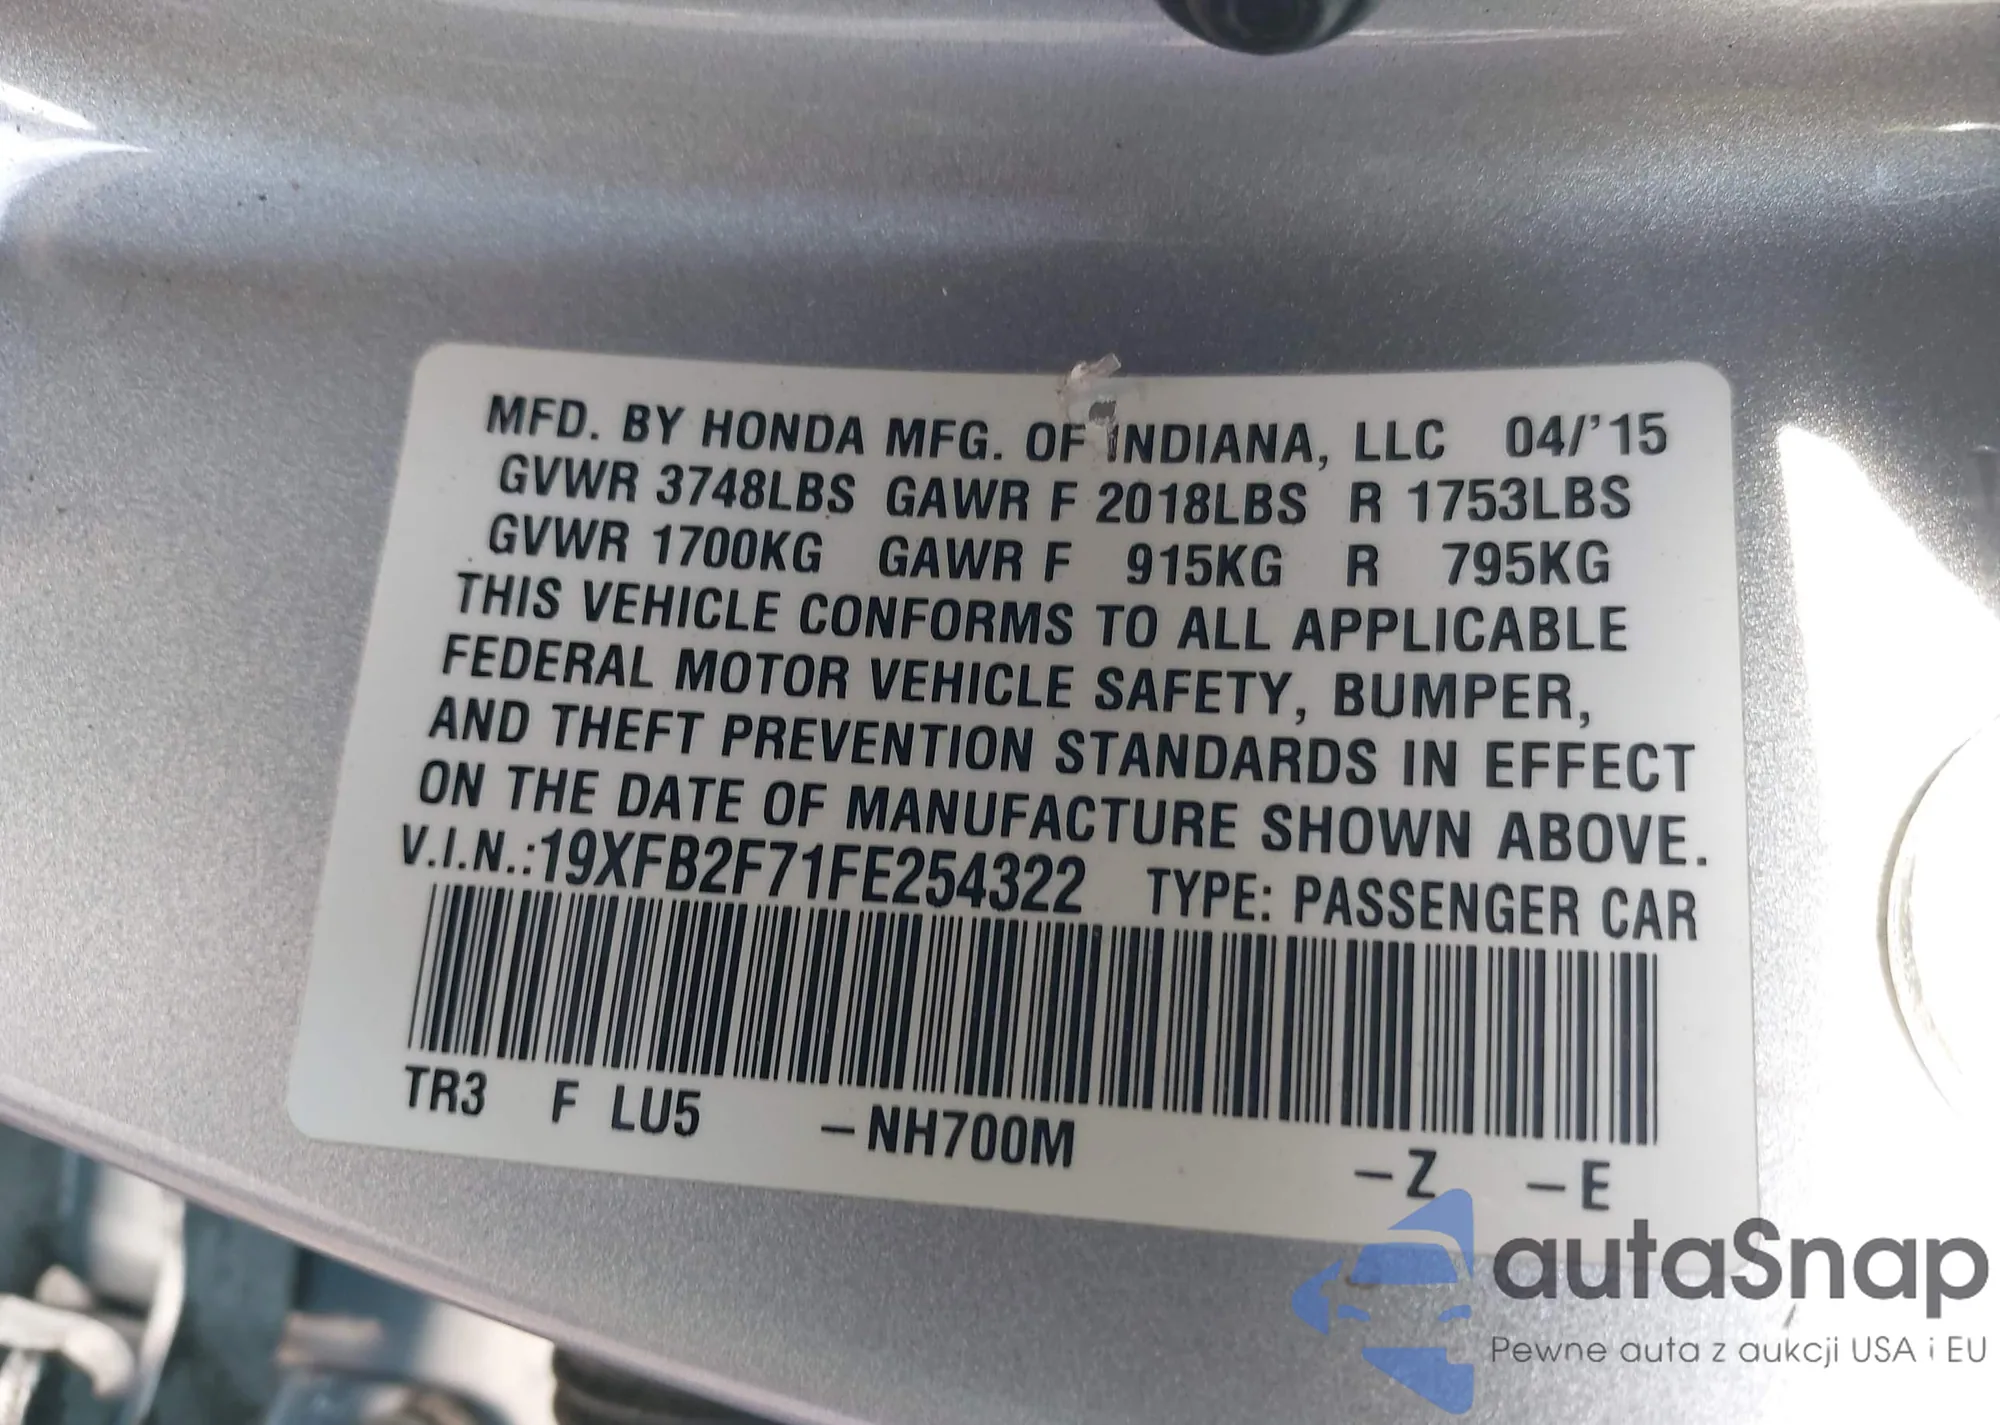 MFD. BY HONDA MFG. OF INDIANA, LLC 04/'15
GVWR 3748LBS GAWR F 2018LBS R 1753LBS
GVWR 1700KG GAWR F 915KG R 795KG
THIS VEHICLE CONFORMS TO ALL APPLICABLE
FEDERAL MOTOR VEHICLE SAFETY, BUMPER,
AND THEFT PREVENTION STANDARDS IN EFFECT
ON THE DATE OF MANUFACTURE SHOWN ABOVE.
V.I.N.:19XFB2F71FE254322 TYPE: PASSENGER CAR
TR3 F LU5 –NH700M –Z –E
autaSnap
Pewne auta z aukcji USA i EU